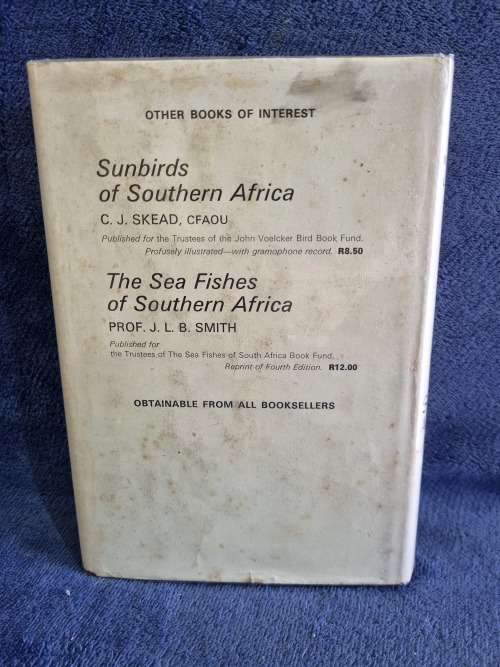 OTHER BOOKS OF INTEREST
Sunbirds
of Southern Africa
C. J. SKEAD, CFAOU
Published for the Trustees of the John Voelcker Bird Book Fund.
Profusely illustrated—with gramophone record. R8.50
The Sea Fishes
of Southern Africa
PROF. J. L. B. SMITH
Published for
the Trustees of The Sea Fishes of South Africa Book Fund.
Reprint of Fourth Edition. R12.00
OBTAINABLE FROM ALL BOOKSELLERS